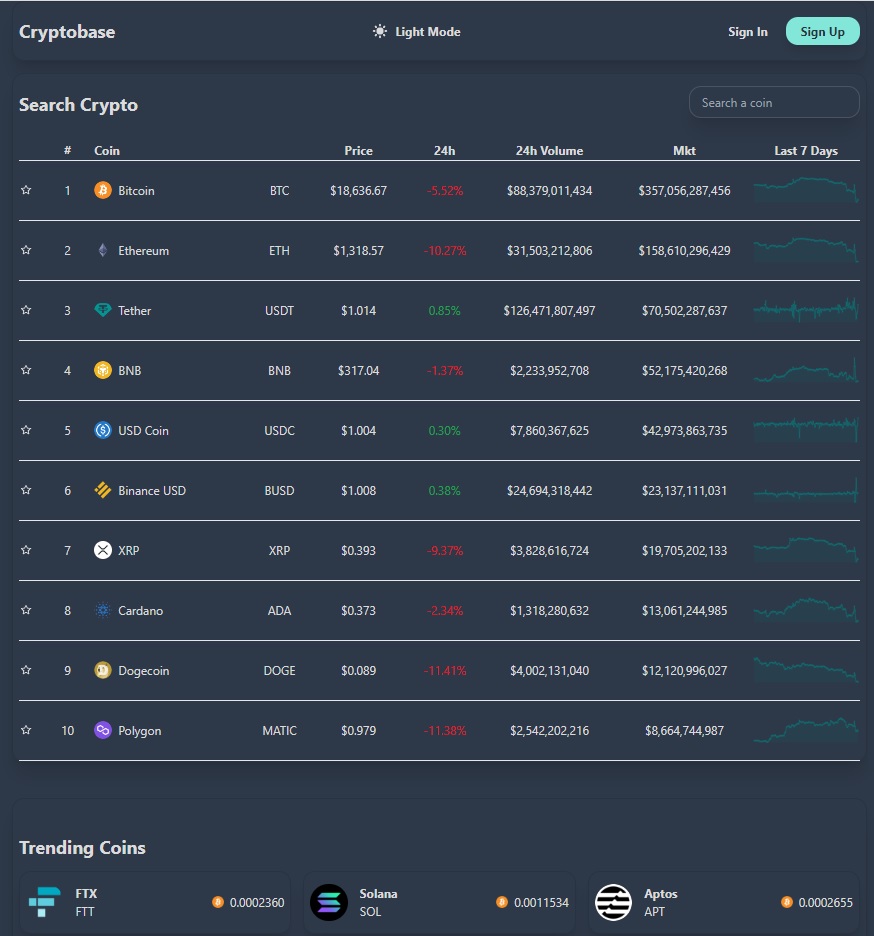 Cryptobase Light Mode Sign In Sign Up
Search Crypto Search a coin
# Coin Price 24h 24h Volume Mkt Last 7 Days
1 Bitcoin BTC $18,636.67 -5.52% $88,379,011,434 $357,056,287,456
2 Ethereum ETH $1,318.57 -10.27% $31,503,212,806 $158,610,296,429
3 Tether USDT $1.014 0.85% $126,471,807,497 $70,502,287,637
4 BNB BNB $317.04 -1.37% $2,233,952,708 $52,175,420,268
5 USD Coin USDC $1.004 0.30% $7,860,367,625 $42,973,863,735
6 Binance USD BUSD $1.008 0.38% $24,694,318,442 $23,137,111,031
7 XRP XRP $0.393 -9.37% $3,828,616,724 $19,705,202,133
8 Cardano ADA $0.373 -2.34% $1,318,280,632 $13,061,244,985
9 Dogecoin DOGE $0.089 -11.41% $4,002,131,040 $12,120,996,027
10 Polygon MATIC $0.979 -11.38% $2,542,202,216 $8,664,744,987
Trending Coins
FTX
FTT 0.0002360
Solana
SOL 0.0011534
Aptos
APT 0.0002655